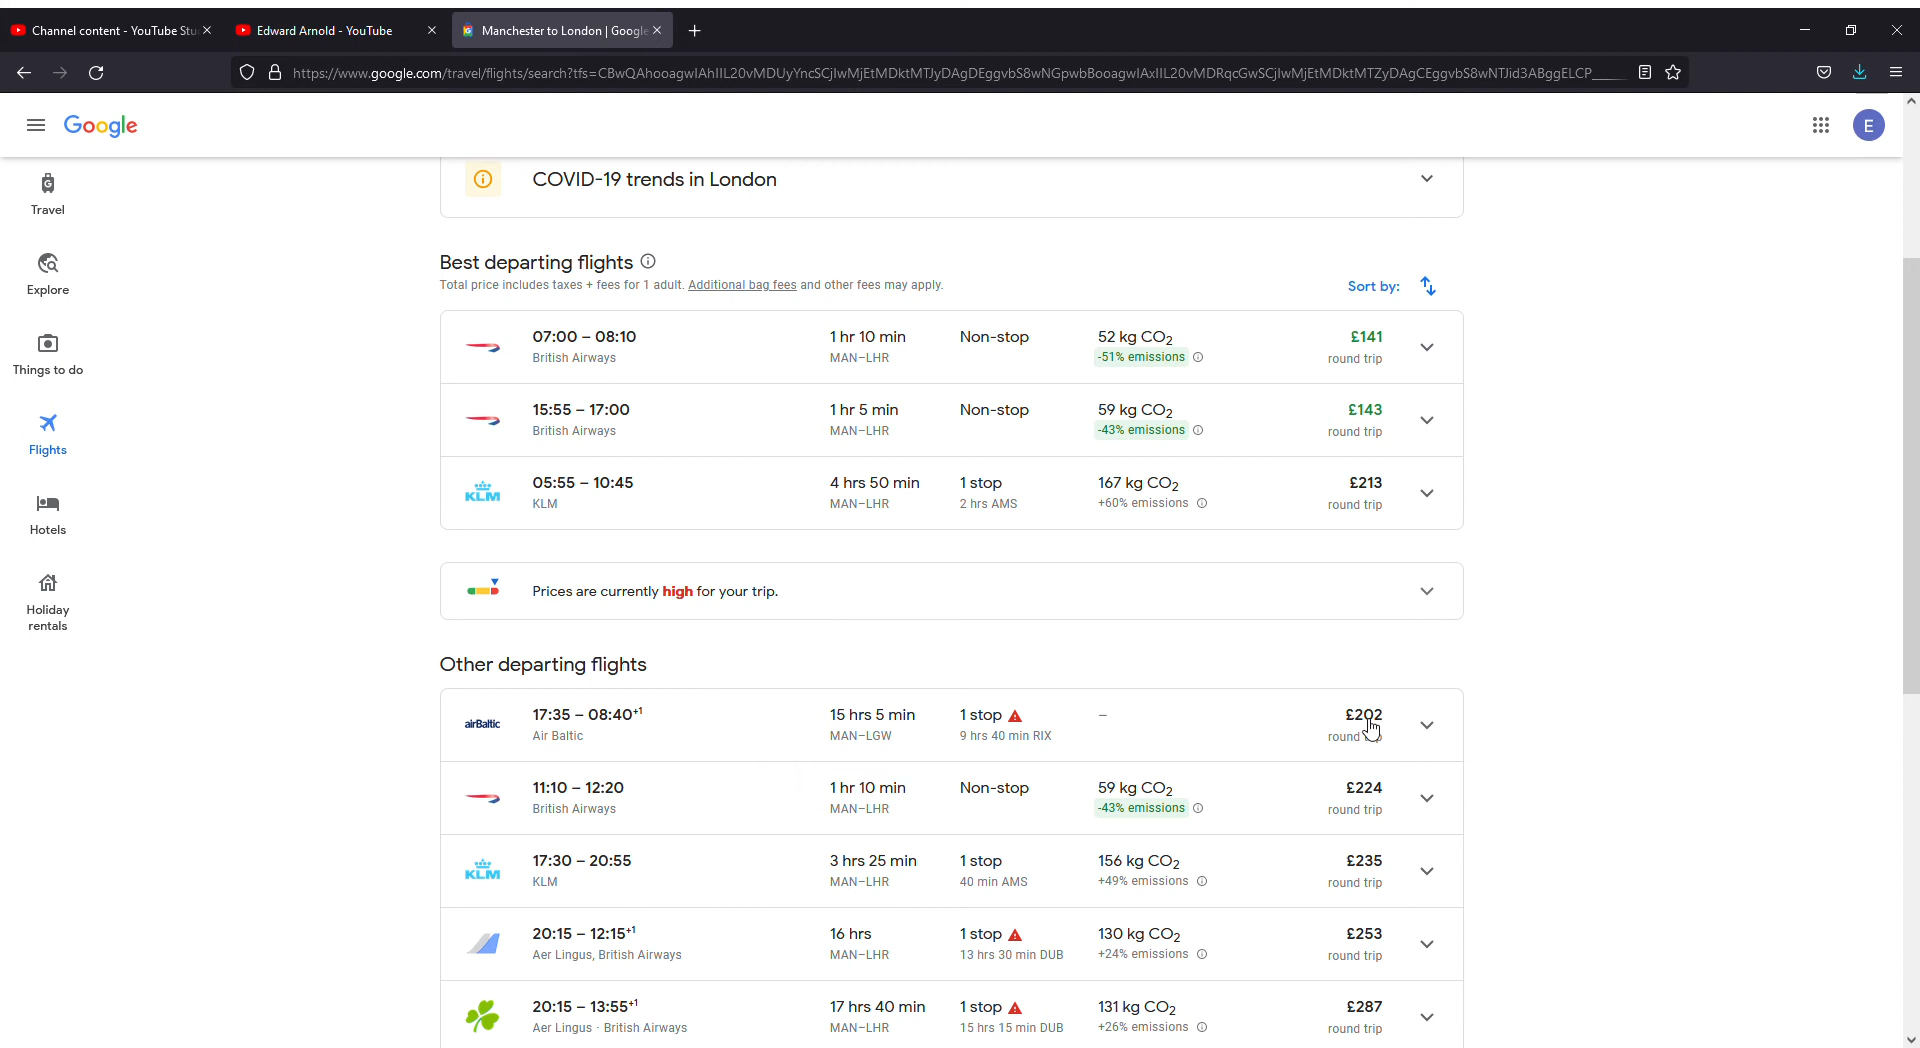 Channel content - YouTube Stu
Edward Arnold - YouTube
Manchester to London | Google
https://www.google.com/travel/flights/search?tfs=CBwQAhooagwIAhIIL20vMDUyYncSCjIwMjEtMDktMTJyDAgDEggvbS8wNGpwbBooagwIAxIIL20vMDRqcGwSCjIwMjEtMDktMTZyDAgCEggvbS8wNTJid3ABggELCP____
Google
E
Travel
Explore
Things to do
Flights
Hotels
Holiday
rentals
COVID-19 trends in London
Best departing flights
Total price includes taxes + fees for 1 adult. Additional bag fees and other fees may apply.
Sort by:
07:00 – 08:10 1 hr 10 min Non-stop 52 kg CO2 £141
British Airways MAN–LHR -51% emissions round trip
15:55 – 17:00 1 hr 5 min Non-stop 59 kg CO2 £143
British Airways MAN–LHR -43% emissions round trip
05:55 – 10:45 4 hrs 50 min 1 stop 167 kg CO2 £213
KLM KLM MAN–LHR 2 hrs AMS +60% emissions round trip
Prices are currently high for your trip.
Other departing flights
17:35 – 08:40+1 15 hrs 5 min 1 stop – £202
airBaltic Air Baltic MAN–LGW 9 hrs 40 min RIX round trip
11:10 – 12:20 1 hr 10 min Non-stop 59 kg CO2 £224
British Airways MAN–LHR -43% emissions round trip
17:30 – 20:55 3 hrs 25 min 1 stop 156 kg CO2 £235
KLM KLM MAN–LHR 40 min AMS +49% emissions round trip
20:15 – 12:15+1 16 hrs 1 stop 130 kg CO2 £253
Aer Lingus, British Airways MAN–LHR 13 hrs 30 min DUB +24% emissions round trip
20:15 – 13:55+1 17 hrs 40 min 1 stop 131 kg CO2 £287
Aer Lingus · British Airways MAN–LHR 15 hrs 15 min DUB +26% emissions round trip